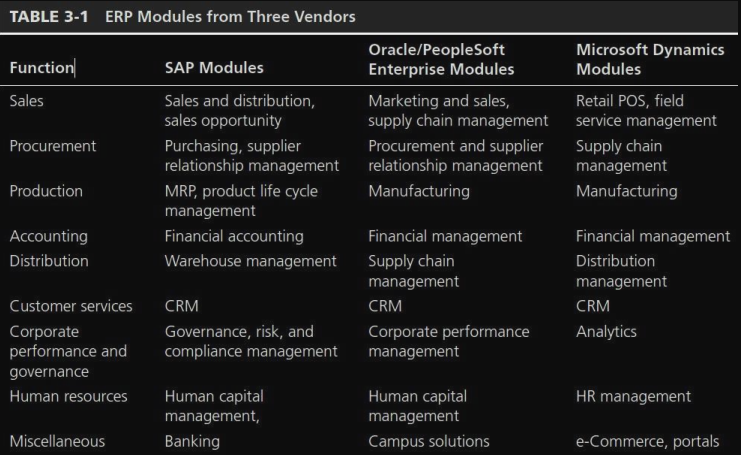 TABLE 3-1 ERP Modules from Three Vendors
Function SAP Modules Oracle/PeopleSoft Enterprise Modules Microsoft Dynamics Modules
Sales Sales and distribution, sales opportunity Marketing and sales, supply chain management Retail POS, field service management
Procurement Purchasing, supplier relationship management Procurement and supplier relationship management Supply chain management
Production MRP, product life cycle management Manufacturing Manufacturing
Accounting Financial accounting Financial management Financial management
Distribution Warehouse management Supply chain management Distribution management
Customer services CRM CRM CRM
Corporate performance and governance Governance, risk, and compliance management Corporate performance management Analytics
Human resources Human capital management, Human capital management HR management
Miscellaneous Banking Campus solutions e-Commerce, portals